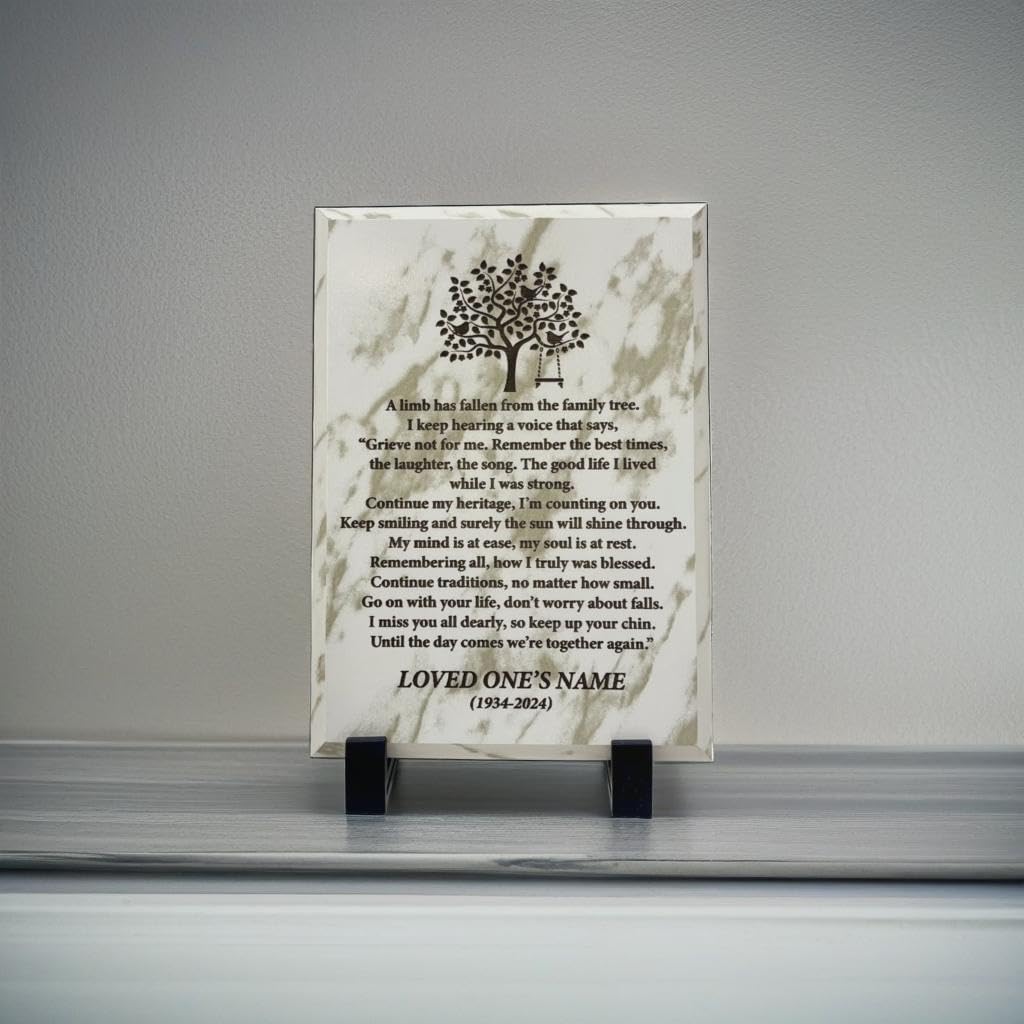 A limb has fallen from the family tree.
I keep hearing a voice that says,
“Grieve not for me. Remember the best times,
the laughter, the song. The good life I lived
while I was strong.
Continue my heritage, I’m counting on you.
Keep smiling and surely the sun will shine through.
My mind is at ease, my soul is at rest.
Remembering all, how I truly was blessed.
Continue traditions, no matter how small.
Go on with your life, don’t worry about falls.
I miss you all dearly, so keep up your chin.
Until the day comes we’re together again.”
LOVED ONE’S NAME
(1934-2024)